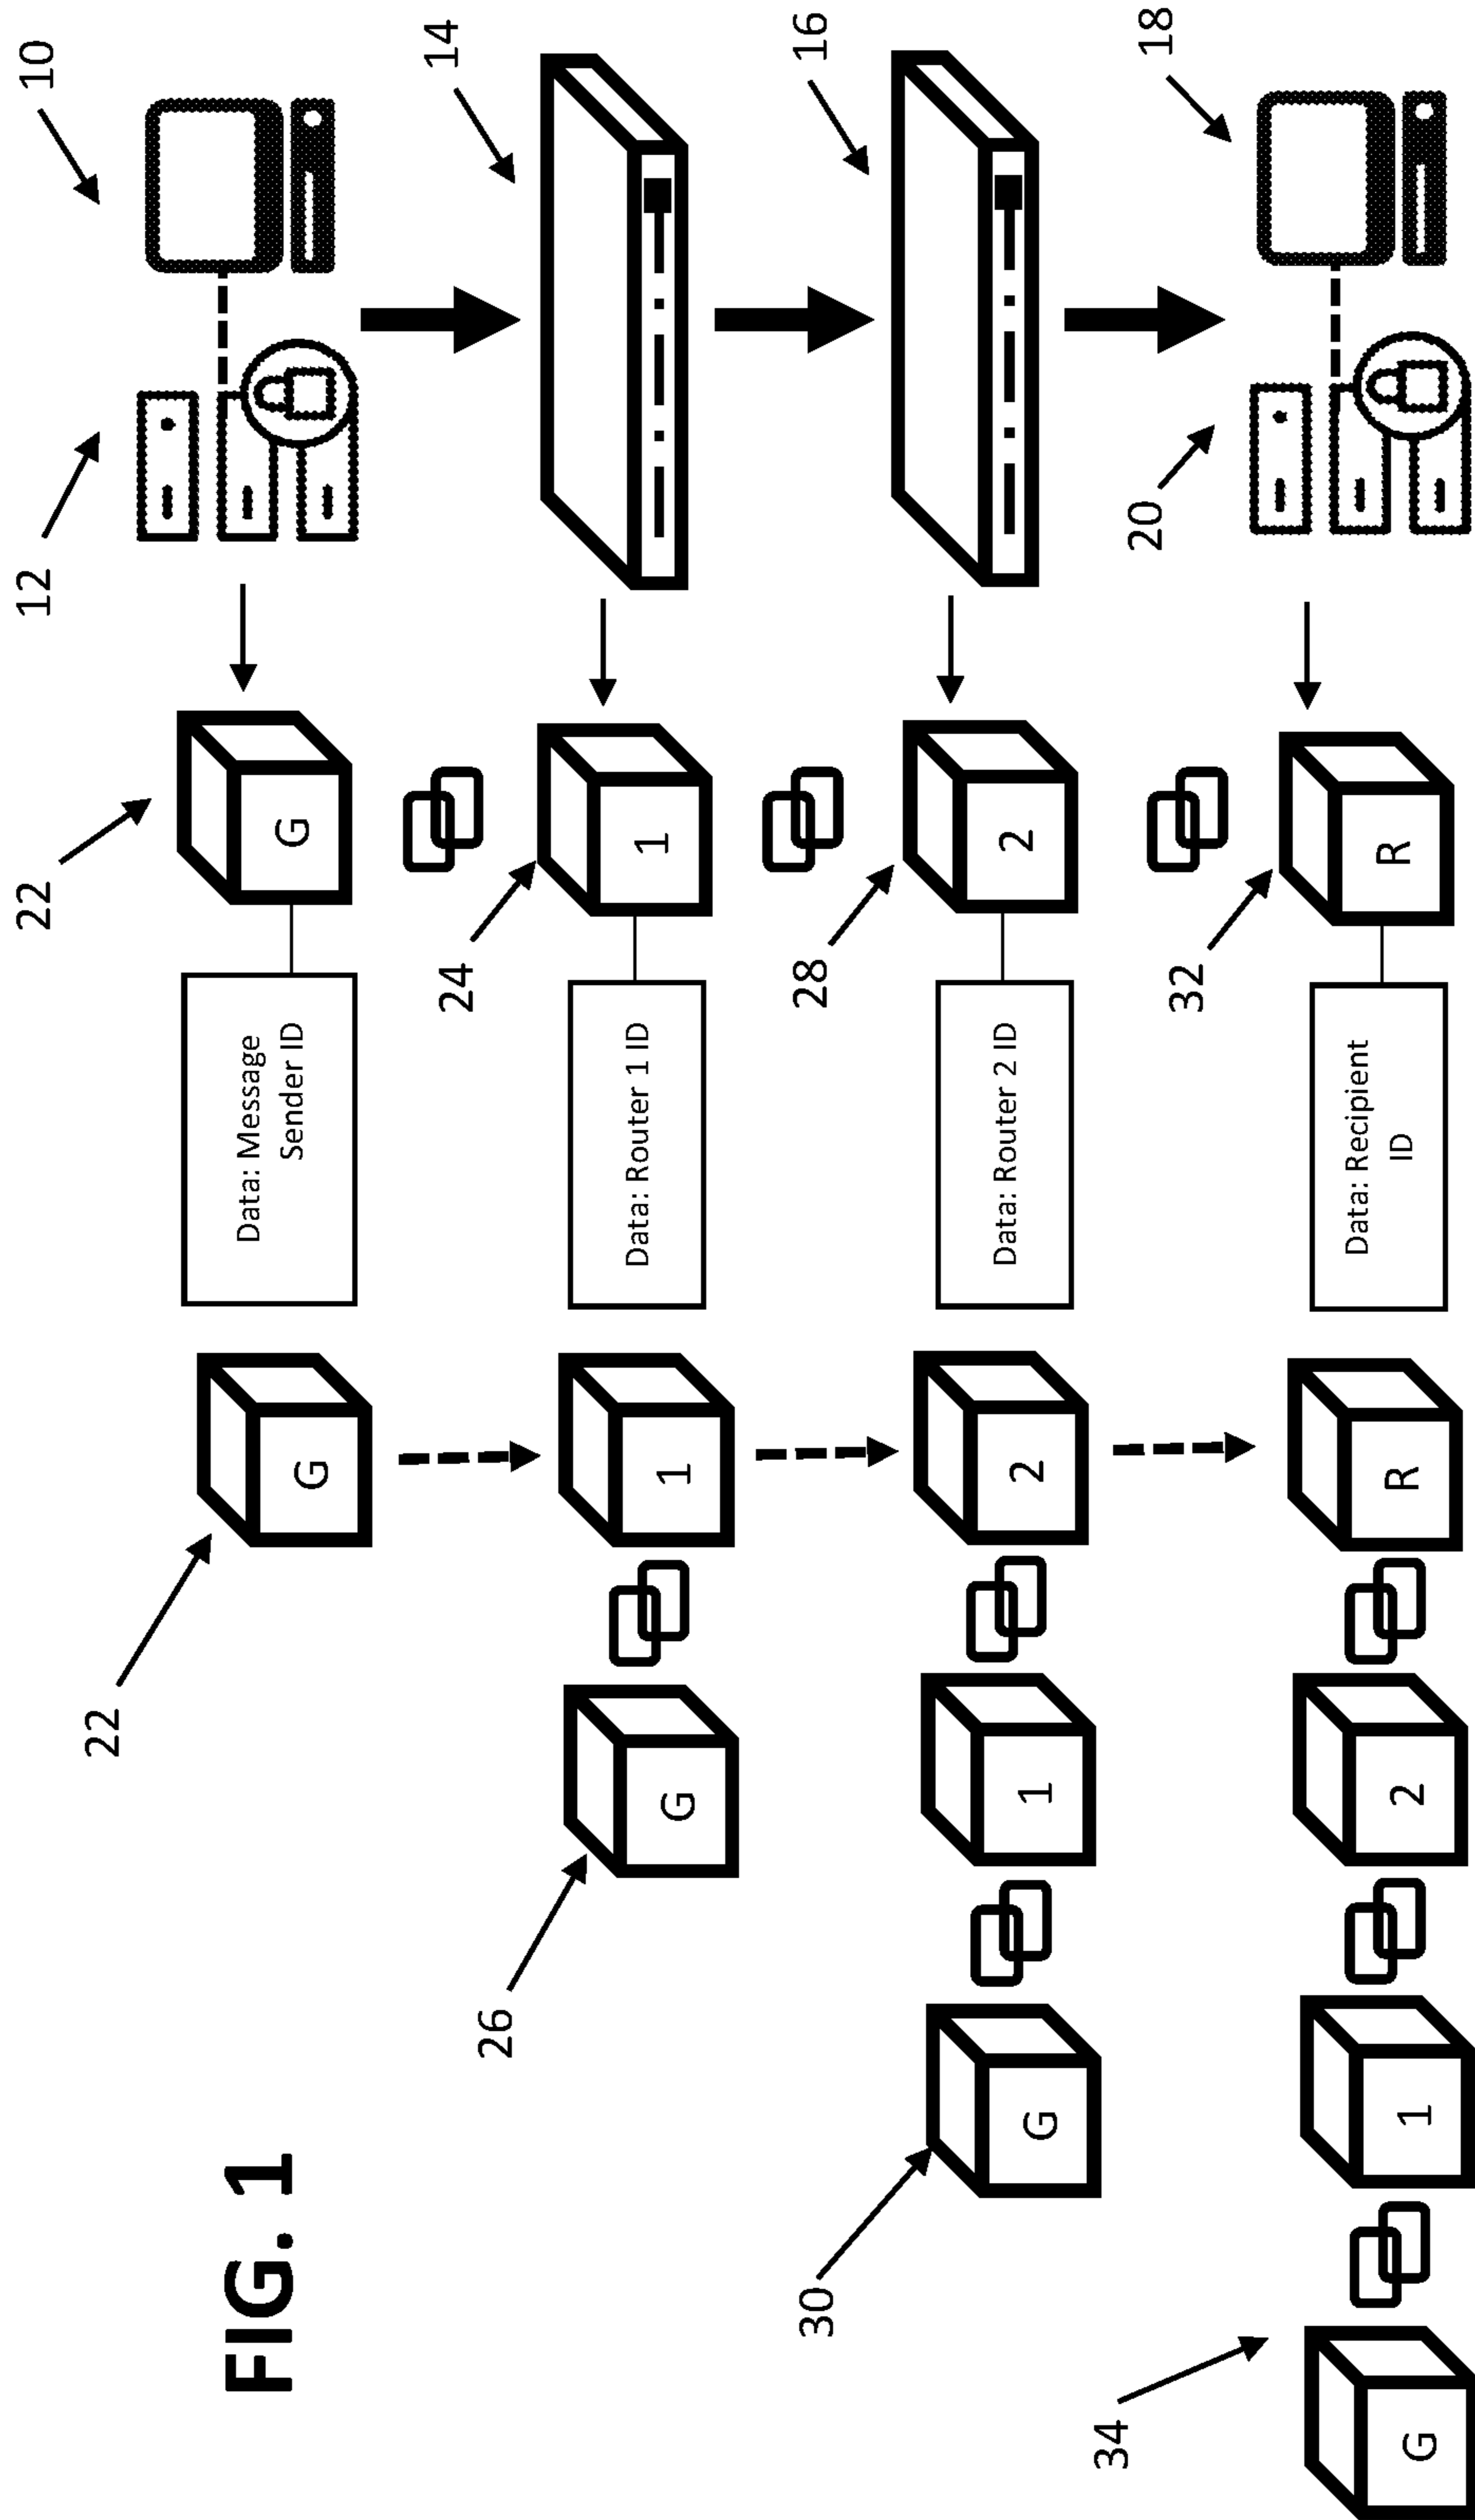 22
12
10
22
FIG. 1
G
Data: Message
Sender ID
G
26
24
14
G
1
Data: Router 1 ID
1
30
28
16
G
1
2
Data: Router 2 ID
2
34
32
20
18
G
1
2
R
Data: Recipient
ID
R